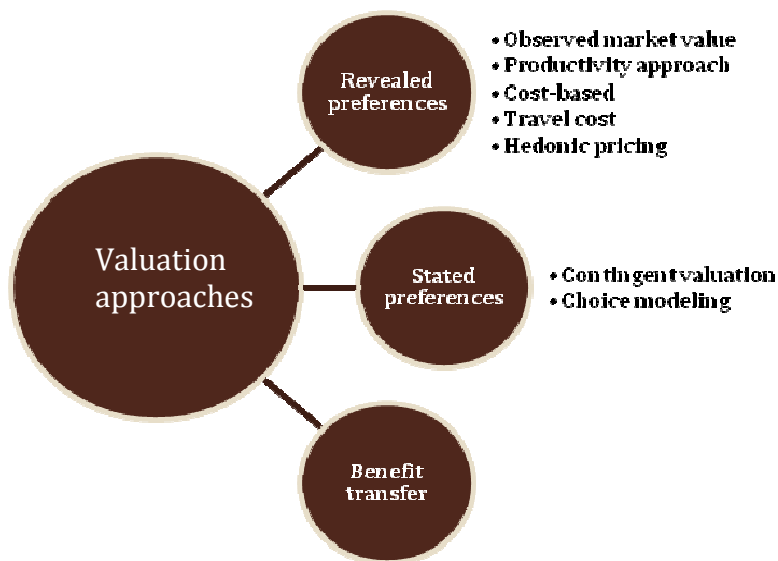 Valuation
approaches
Revealed
preferences
• Observed market value
• Productivity approach
• Cost-based
• Travel cost
• Hedonic pricing
Stated
preferences
• Contingent valuation
• Choice modeling
Benefit
transfer